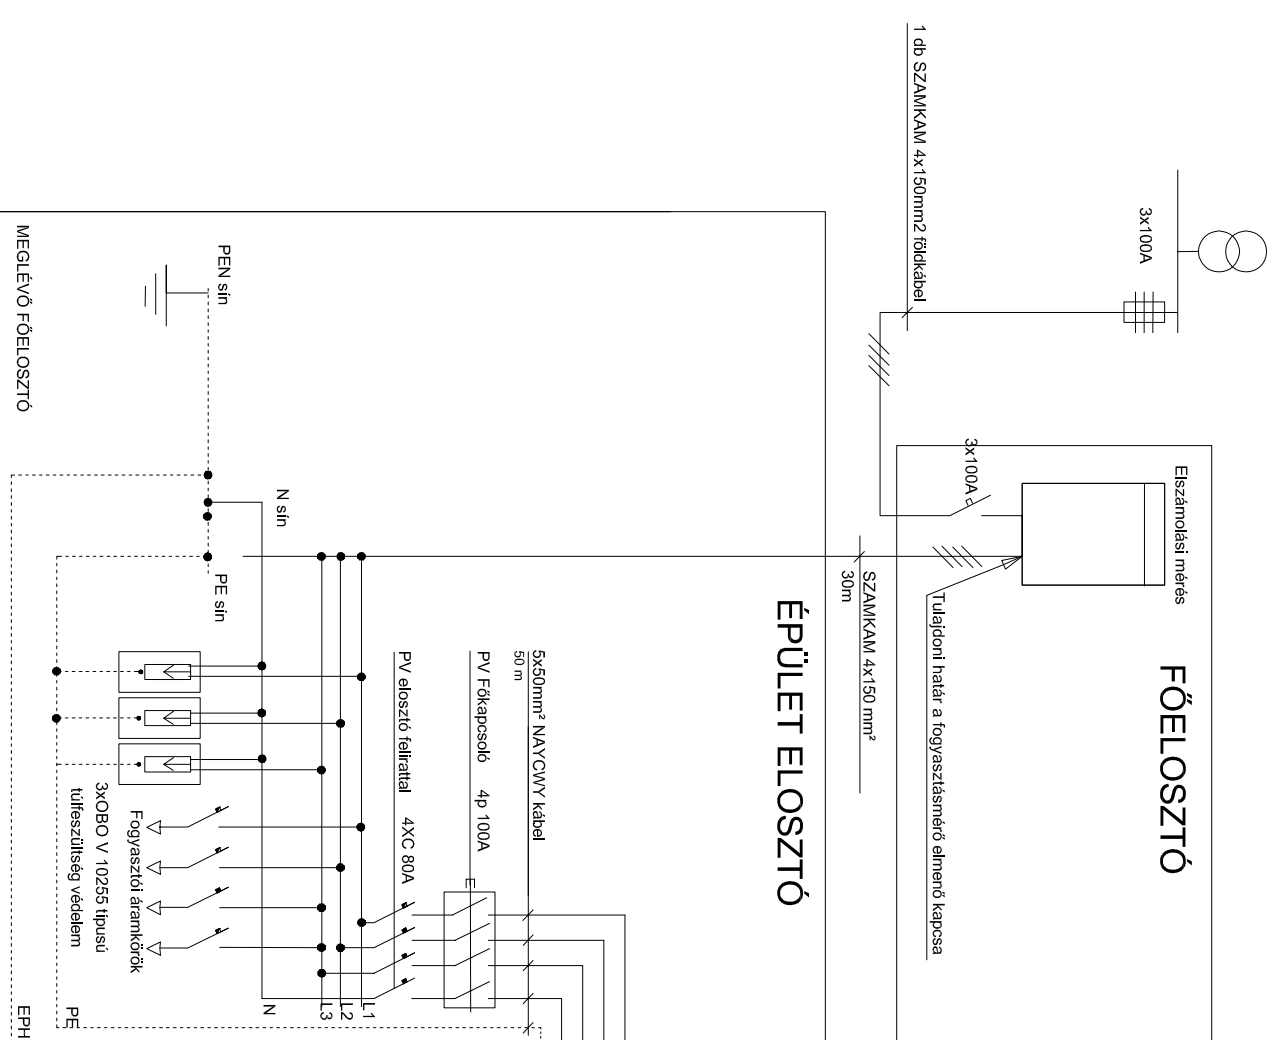 1 db SZAMKAM 4x150mm2 földkábel
3x100A
MEGLÉVŐ FŐELOSZTÓ
PEN sín
N sín
PE sín
3x100A
Elszámolási mérés
FŐELOSZTÓ
Tulajdoni határ a fogyasztásmérő elmenő kapcsa
SZAMKAM 4x150 mm²
30m
ÉPÜLET ELOSZTÓ
5x50mm² NAYCWY kábel
50 m
PV Főkapcsoló 4p 100A
PV elosztó felirattal 4XC 80A
Fogyasztói áramkörök
3xOBO V 10255 típusú
túlfeszültség védelem
L1
L2
L3
N
PE
EPH